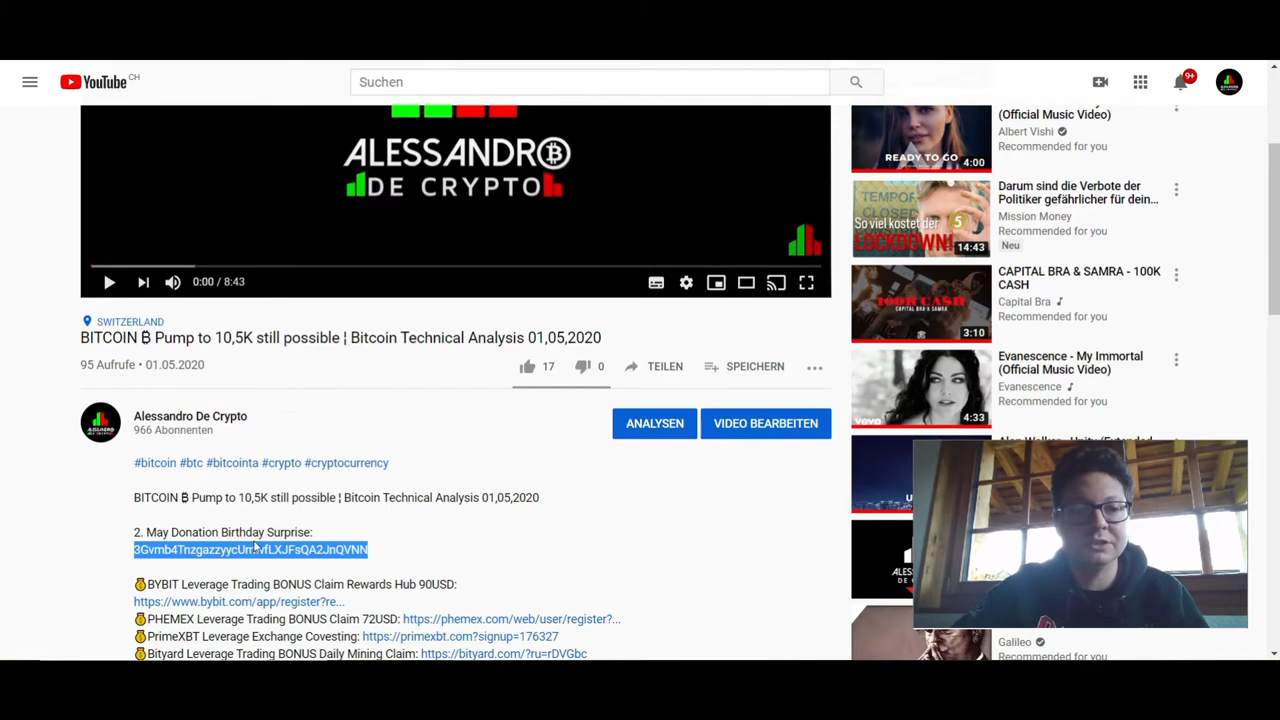 YouTube CH
Suchen
9+
ALESSANDRO
DE CRYPTO
0:00 / 8:43
SWITZERLAND
BITCOIN ₿ Pump to 10,5K still possible ¦ Bitcoin Technical Analysis 01,05,2020
95 Aufrufe • 01.05.2020
17
0
TEILEN
SPEICHERN
Alessandro De Crypto
966 Abonnenten
ANALYSEN
VIDEO BEARBEITEN
#bitcoin #btc #bitcointa #crypto #cryptocurrency
BITCOIN ₿ Pump to 10,5K still possible ¦ Bitcoin Technical Analysis 01,05,2020
2. May Donation Birthday Surprise:
💰BYBIT Leverage Trading BONUS Claim Rewards Hub 90USD:
https://www.bybit.com/app/register?re...
💰PHEMEX Leverage Trading BONUS Claim 72USD: https://phemex.com/web/user/register?...
💰PrimeXBT Leverage Exchange Covesting: https://primexbt.com?signup=176327
💰Bityard Leverage Trading BONUS Daily Mining Claim: https://bityard.com/?ru=rDVGbc
READY TO GO
4:00
(Official Music Video)
Albert Vishi
Recommended for you
So viel kostet der
LOCKDOWN!
5
14:43
Darum sind die Verbote der
Politiker gefährlicher für dein...
Mission Money
Recommended for you
Neu
100K CASH
CAPITAL BRA & SAMRA
3:10
CAPITAL BRA & SAMRA - 100K
CASH
Capital Bra
Recommended for you
vevo
4:33
Evanescence - My Immortal
(Official Music Video)
Evanescence
Recommended for you
Galileo
Recommended for you